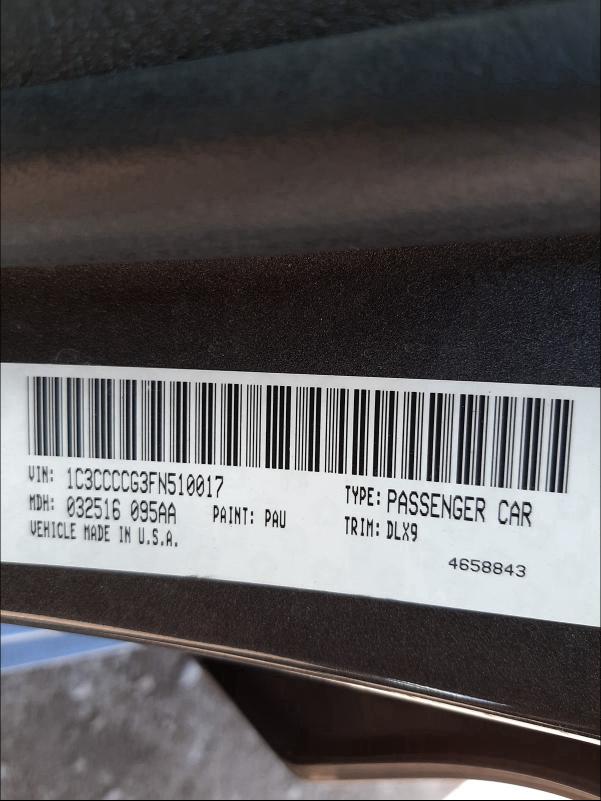 VIN: 1C3CCCCG3FN510017
TYPE: PASSENGER CAR
MDH: 032516 095AA PAINT: PAU
TRIM: DLX9
VEHICLE MADE IN U.S.A.
4658843